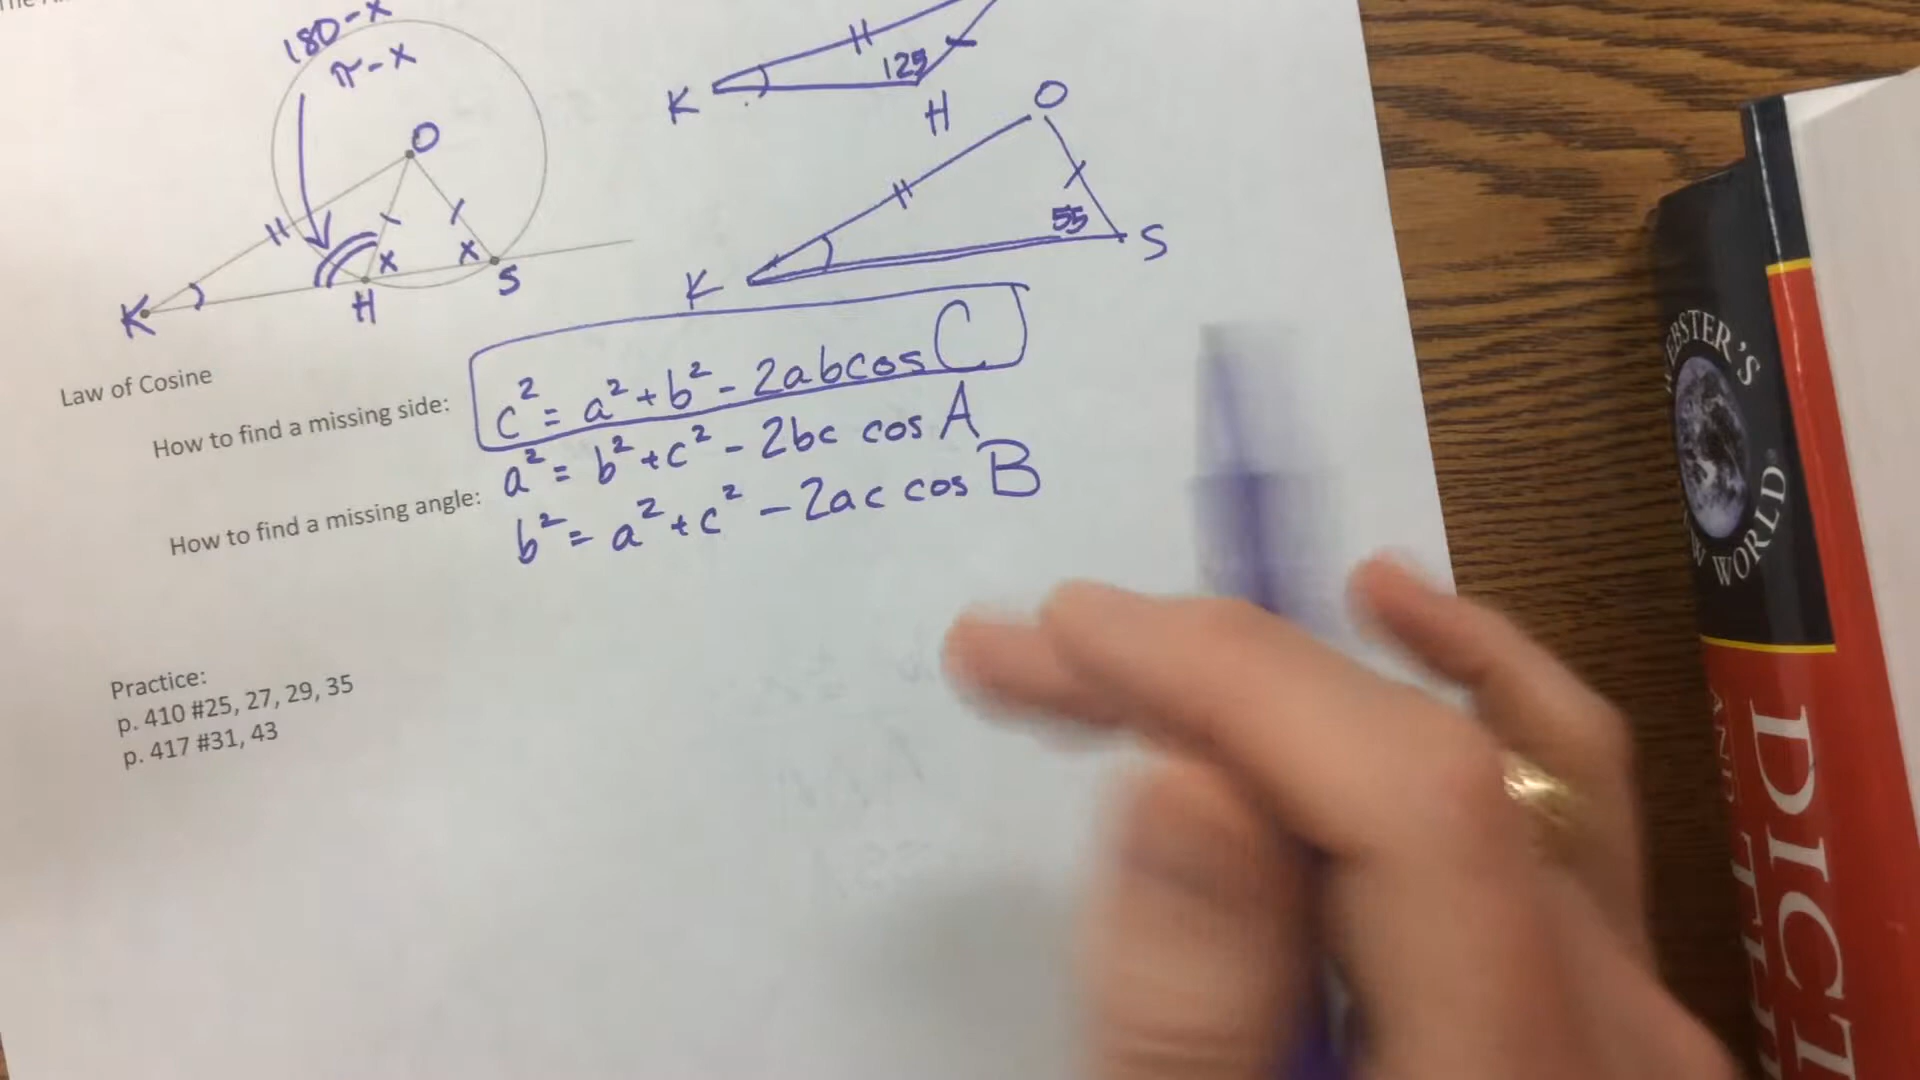 180-x
π-x
O
x
x
K
H
S
K
125
H
O
55
K
S
Law of Cosine
How to find a missing side:
c² = a² + b² - 2abcos C
a² = b² + c² - 2bc cos A
How to find a missing angle:
b² = a² + c² - 2ac cos B
Practice:
p. 410 #25, 27, 29, 35
p. 417 #31, 43
WORLD
DICT